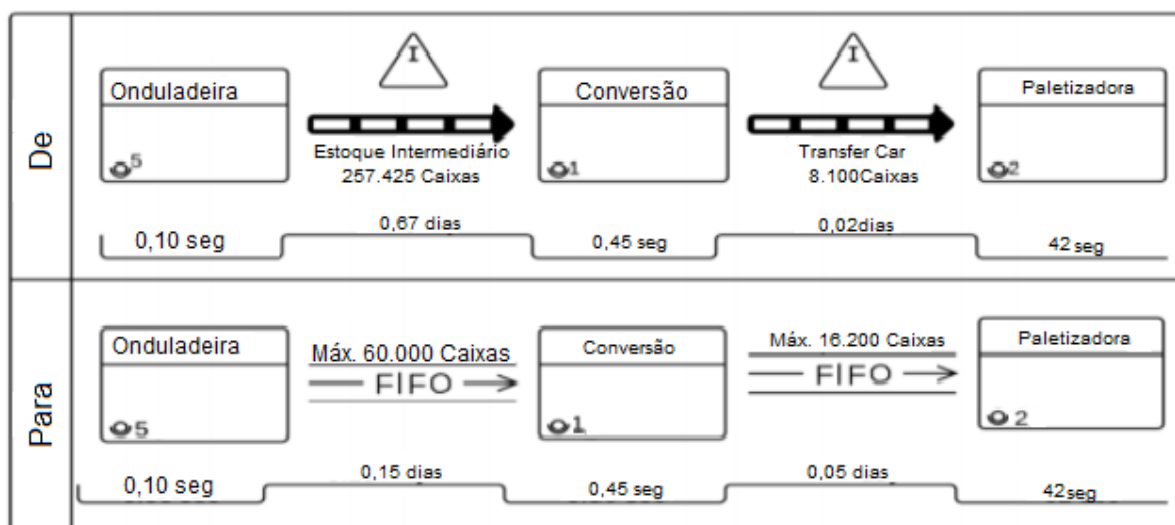 De
I
I
Onduladeira
Conversão
Paletizadora
Estoque Intermediário
257.425 Caixas
Transfer Car
8.100Caixas
5
1
2
0,10 seg
0,67 dias
0,45 seg
0,02dias
42 seg
Para
Onduladeira
Máx. 60.000 Caixas
FIFO
Conversão
Máx. 16.200 Caixas
FIFO
Paletizadora
5
1
2
0,10 seg
0,15 dias
0,45 seg
0,05 dias
42seg